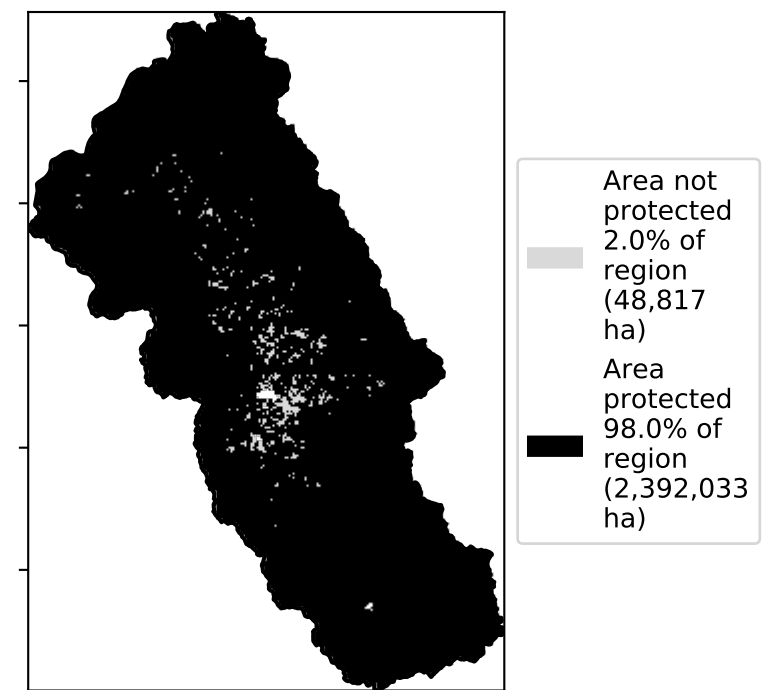 Area not
protected
2.0% of
region
(48,817
ha)
Area
protected
98.0% of
region
(2,392,033
ha)